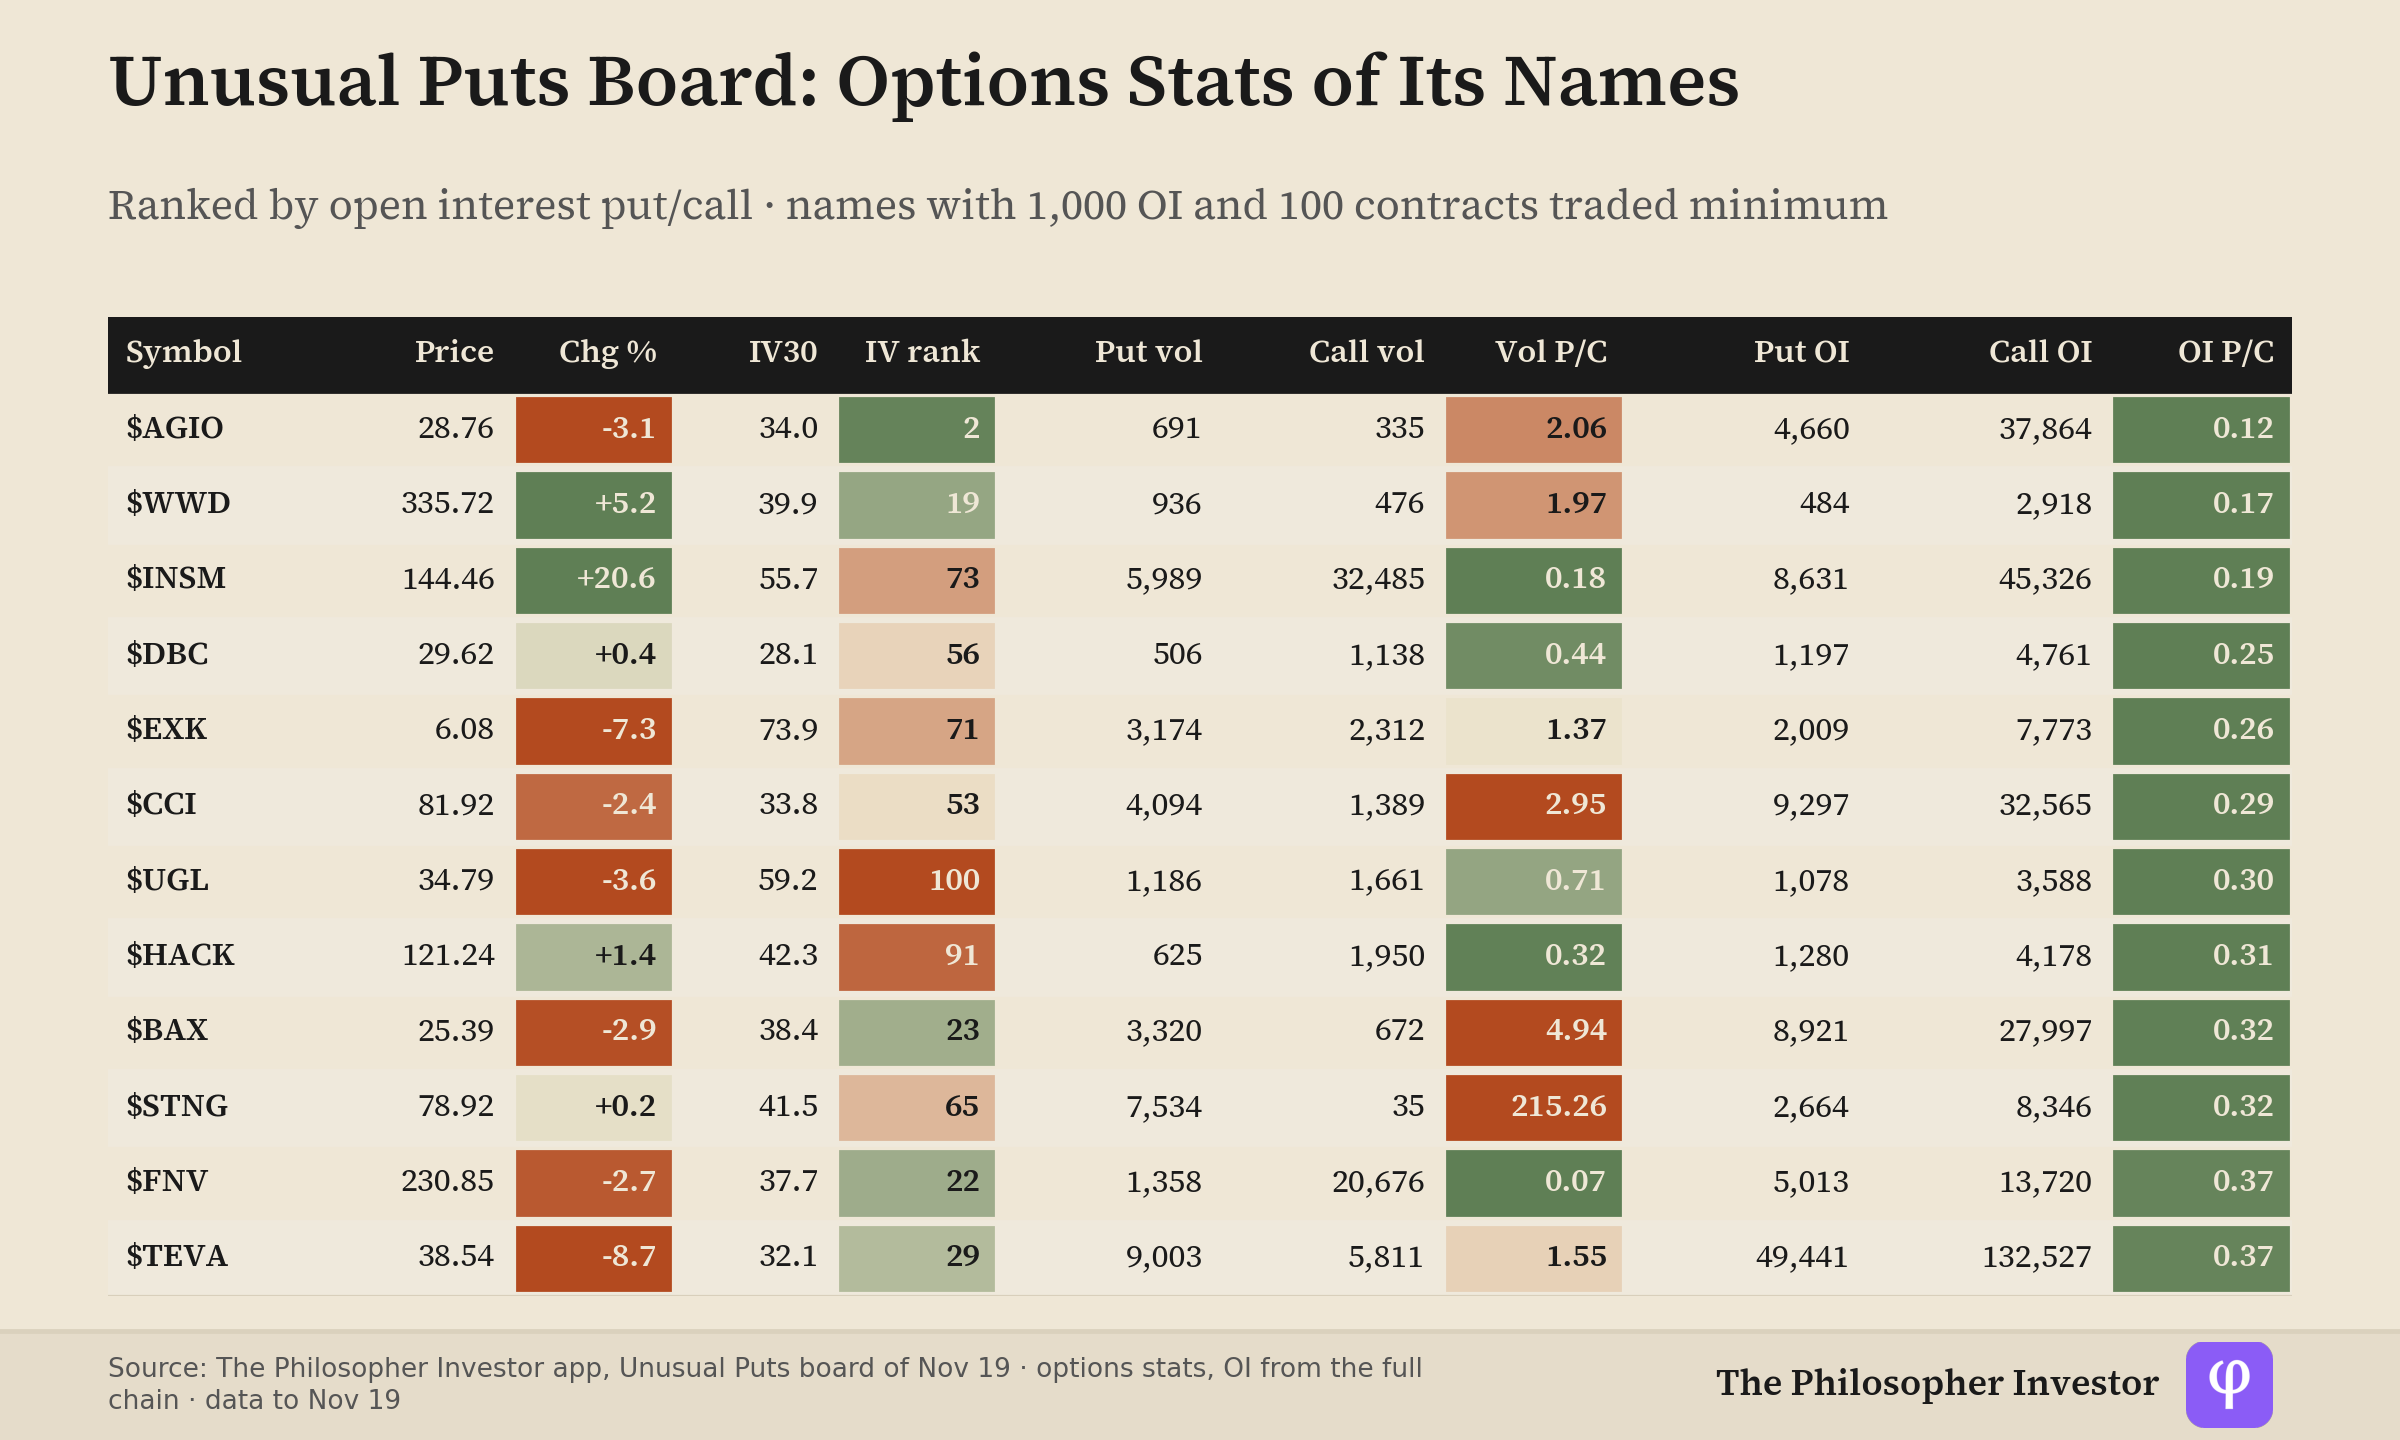 Unusual Puts Board: Options Stats of Its Names
Ranked by open interest put/call · names with 1,000 OI and 100 contracts traded minimum
Symbol Price Chg % IV30 IV rank Put vol Call vol Vol P/C Put OI Call OI OI P/C
$AGIO 28.76 -3.1 34.0 2 691 335 2.06 4,660 37,864 0.12
$WWD 335.72 +5.2 39.9 19 936 476 1.97 484 2,918 0.17
$INSM 144.46 +20.6 55.7 73 5,989 32,485 0.18 8,631 45,326 0.19
$DBC 29.62 +0.4 28.1 56 506 1,138 0.44 1,197 4,761 0.25
$EXK 6.08 -7.3 73.9 71 3,174 2,312 1.37 2,009 7,773 0.26
$CCI 81.92 -2.4 33.8 53 4,094 1,389 2.95 9,297 32,565 0.29
$UGL 34.79 -3.6 59.2 100 1,186 1,661 0.71 1,078 3,588 0.30
$HACK 121.24 +1.4 42.3 91 625 1,950 0.32 1,280 4,178 0.31
$BAX 25.39 -2.9 38.4 23 3,320 672 4.94 8,921 27,997 0.32
$STNG 78.92 +0.2 41.5 65 7,534 35 215.26 2,664 8,346 0.32
$FNV 230.85 -2.7 37.7 22 1,358 20,676 0.07 5,013 13,720 0.37
$TEVA 38.54 -8.7 32.1 29 9,003 5,811 1.55 49,441 132,527 0.37
Source: The Philosopher Investor app, Unusual Puts board of Nov 19 · options stats, OI from the full
chain · data to Nov 19
The Philosopher Investor φ